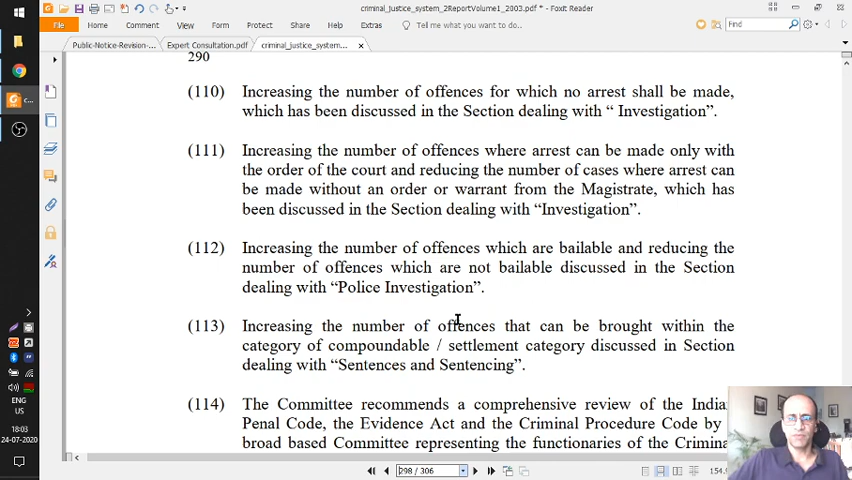 criminal_justice_system_2ReportVolume1_2003.pdf * - Foxit Reader
File Home Comment Form Protect Share Connect Help Extras Tell me what you want to do... Find
Public-Notice-Revision-... Expert Consultation.pdf criminal_justice_system....
290
(110) Increasing the number of offences for which no arrest shall be made,
which has been discussed in the Section dealing with “ Investigation”.
(111) Increasing the number of offences where arrest can be made only with
the order of the court and reducing the number of cases where arrest can
be made without an order or warrant from the Magistrate, which has
been discussed in the Section dealing with “Investigation”.
(112) Increasing the number of offences which are bailable and reducing the
number of offences which are not bailable discussed in the Section
dealing with “Police Investigation”.
(113) Increasing the number of offences that can be brought within the
category of compoundable / settlement category discussed in Section
dealing with “Sentences and Sentencing”.
(114) The Committee recommends a comprehensive review of the India
Penal Code, the Evidence Act and the Criminal Procedure Code by
broad based Committee representing the functionaries of the Crimina
298 / 306
154.
c...
ENG
US
18:03
24-07-2020